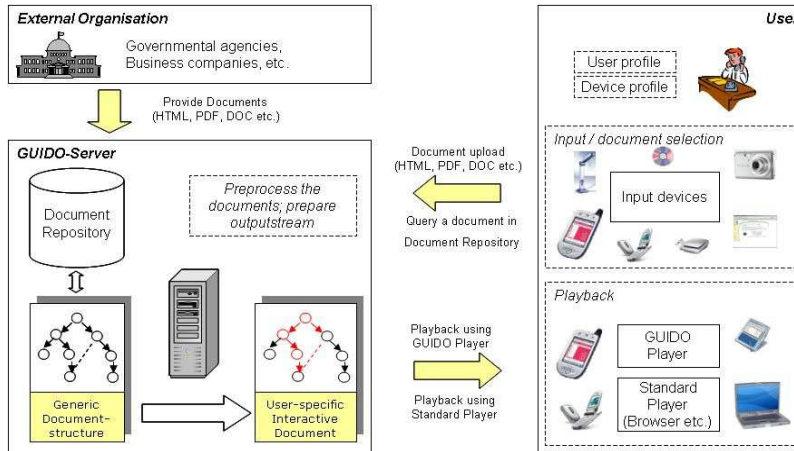 External Organisation
Governmental agencies,
Business companies, etc.
Provide Documents
(HTML, PDF, DOC etc.)
GUIDO-Server
Document
Repository
Preprocess the
documents; prepare
outputstream
Generic
Document-
structure
User-specific
Interactive
Document
Document upload
(HTML, PDF, DOC etc.)
Query a document in
Document Repository
Playback using
GUIDO Player
Playback using
Standard Player
User
User profile
Device profile
Input / document selection
Input devices
Playback
GUIDO
Player
Standard
Player
(Browser etc.)